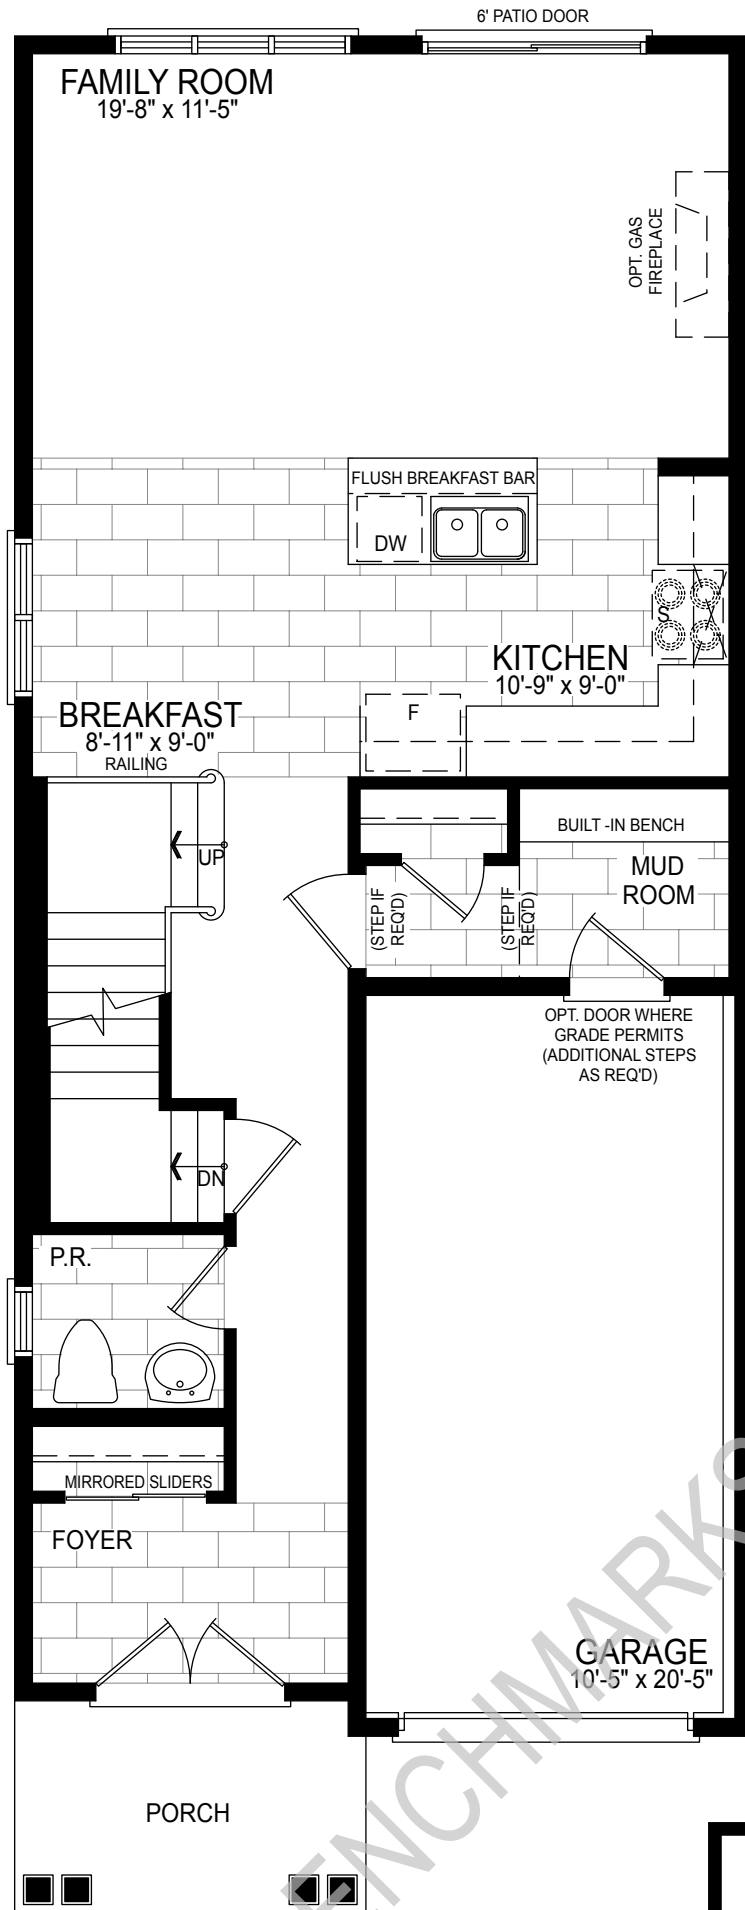 6' PATIO DOOR
FAMILY ROOM
19'-8" x 11'-5"
OPT. GAS
FIREPLACE
FLUSH BREAKFAST BAR
DW
S
KITCHEN
10'-9" x 9'-0"
F
BREAKFAST
8'-11" x 9'-0"
RAILING
UP
BUILT -IN BENCH
MUD
ROOM
(STEP IF
REQ'D)
(STEP IF
REQ'D)
OPT. DOOR WHERE
GRADE PERMITS
(ADDITIONAL STEPS
AS REQ'D)
DN
P.R.
MIRRORED SLIDERS
FOYER
GARAGE
10'-5" x 20'-5"
PORCH
ENCHMARKS